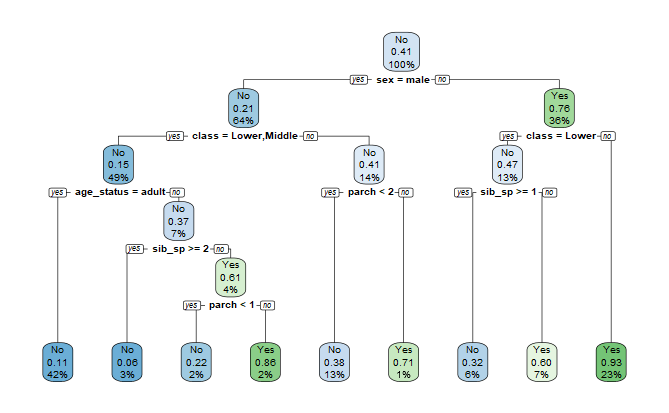 No
0.41
100%
yes sex = male no
No
0.21
64%
Yes
0.76
36%
yes class = Lower,Middle no
yes class = Lower no
No
0.15
49%
No
0.41
14%
No
0.47
13%
yes age_status = adult no
yes parch < 2 no
yes sib_sp >= 1 no
No
0.37
7%
yes sib_sp >= 2 no
Yes
0.61
4%
yes parch < 1 no
No
0.11
42%
No
0.06
3%
No
0.22
2%
Yes
0.86
2%
No
0.38
13%
Yes
0.71
1%
No
0.32
6%
Yes
0.60
7%
Yes
0.93
23%